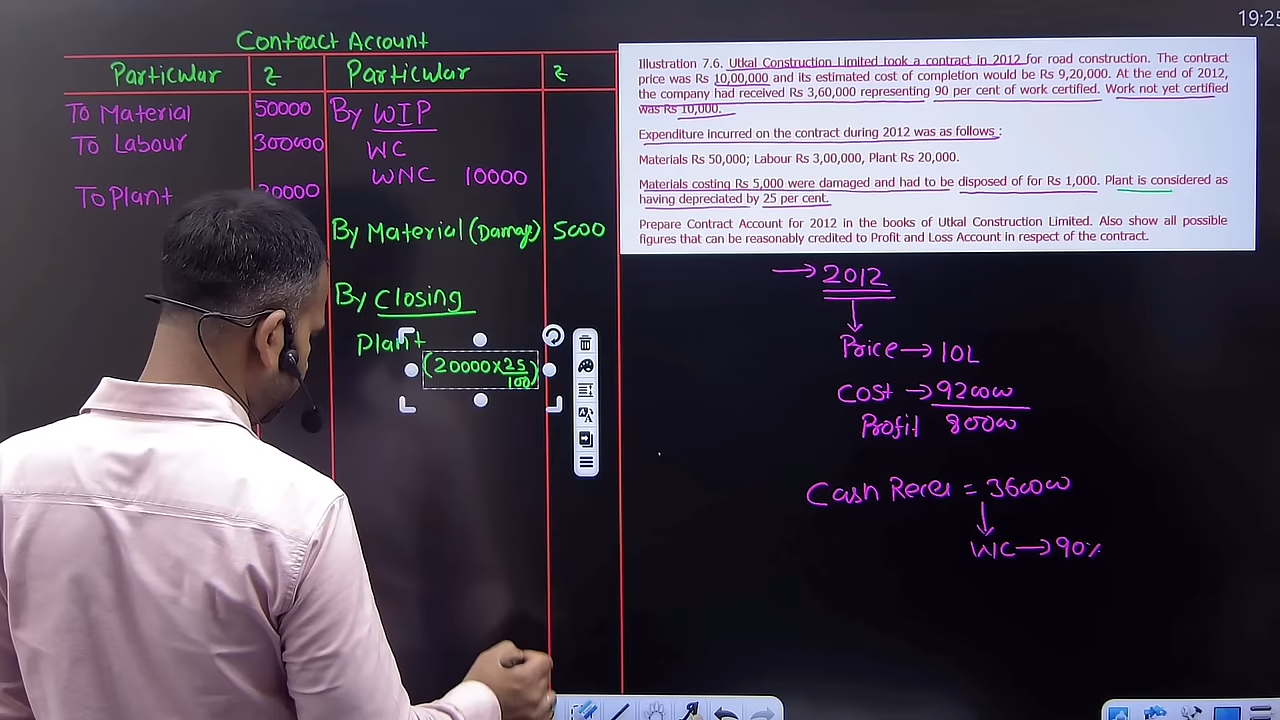 19:25
Contract Account
Particular ₹ Particular ₹
To Material 50000 By WIP
To Labour 300000 WC
WNC 10000
To Plant 20000
By Material (Damage) 5000
By Closing
Plant
(20000 × 25/100)
Illustration 7.6. Utkal Construction Limited took a contract in 2012 for road construction. The contract
price was Rs 10,00,000 and its estimated cost of completion would be Rs 9,20,000. At the end of 2012,
the company had received Rs 3,60,000 representing 90 per cent of work certified. Work not yet certified
was Rs 10,000.
Expenditure incurred on the contract during 2012 was as follows :
Materials Rs 50,000; Labour Rs 3,00,000, Plant Rs 20,000.
Materials costing Rs 5,000 were damaged and had to be disposed of for Rs 1,000. Plant is considered as
having depreciated by 25 per cent.
Prepare Contract Account for 2012 in the books of Utkal Construction Limited. Also show all possible
figures that can be reasonably credited to Profit and Loss Account in respect of the contract.
→ 2012
Price → 10L
Cost → 920000
Profit 80000
Cash = 360000
WC → 90%